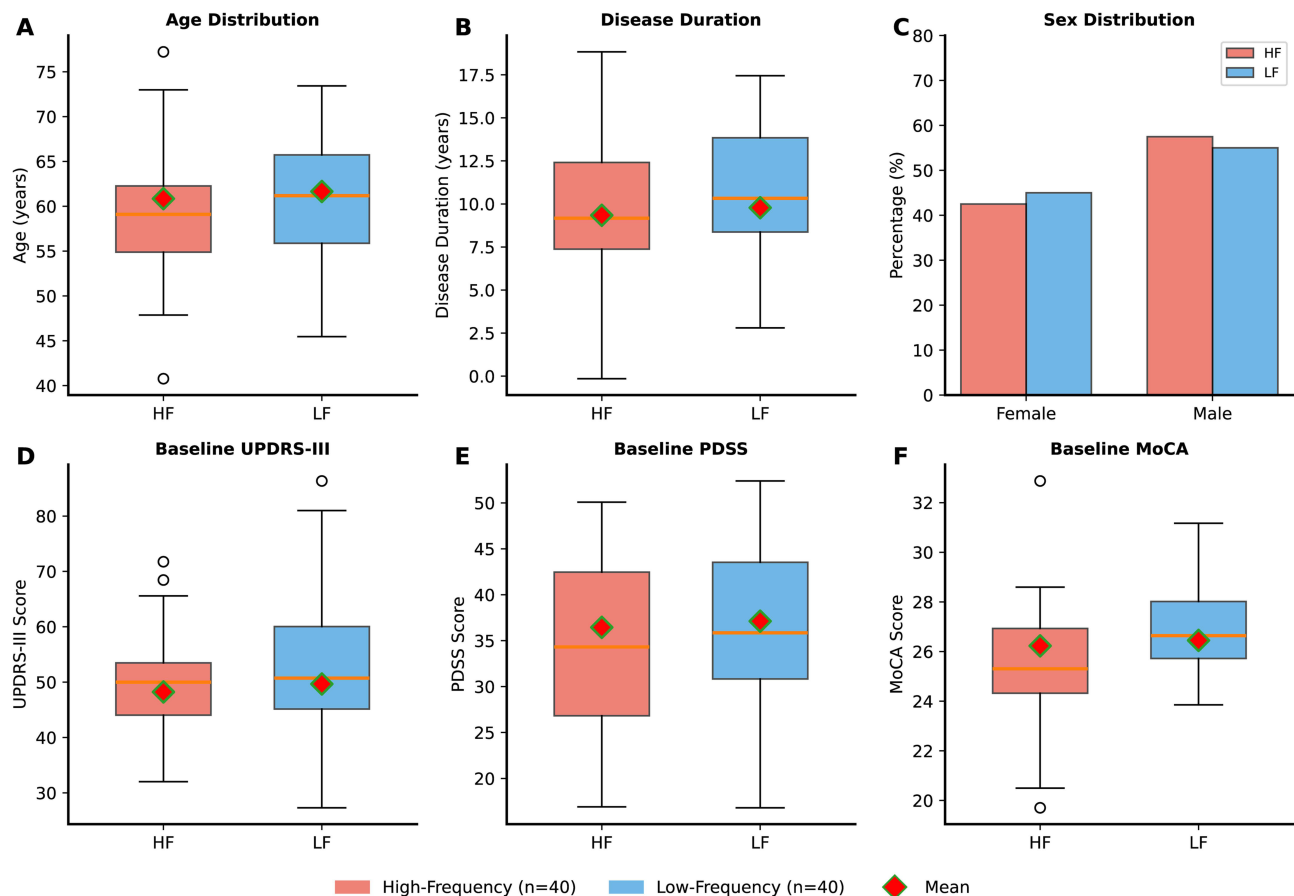 A
Age Distribution
Age (years)
75
70
65
60
55
50
45
40
HF
LF
B
Disease Duration
Disease Duration (years)
17.5
15.0
12.5
10.0
7.5
5.0
2.5
0.0
HF
LF
C
Sex Distribution
Percentage (%)
80
70
60
50
40
30
20
10
0
Female
Male
HF
LF
D
Baseline UPDRS-III
UPDRS-III Score
80
70
60
50
40
30
HF
LF
E
Baseline PDSS
PDSS Score
50
45
40
35
30
25
20
HF
LF
F
Baseline MoCA
MoCA Score
32
30
28
26
24
22
20
HF
LF
High-Frequency (n=40)
Low-Frequency (n=40)
Mean